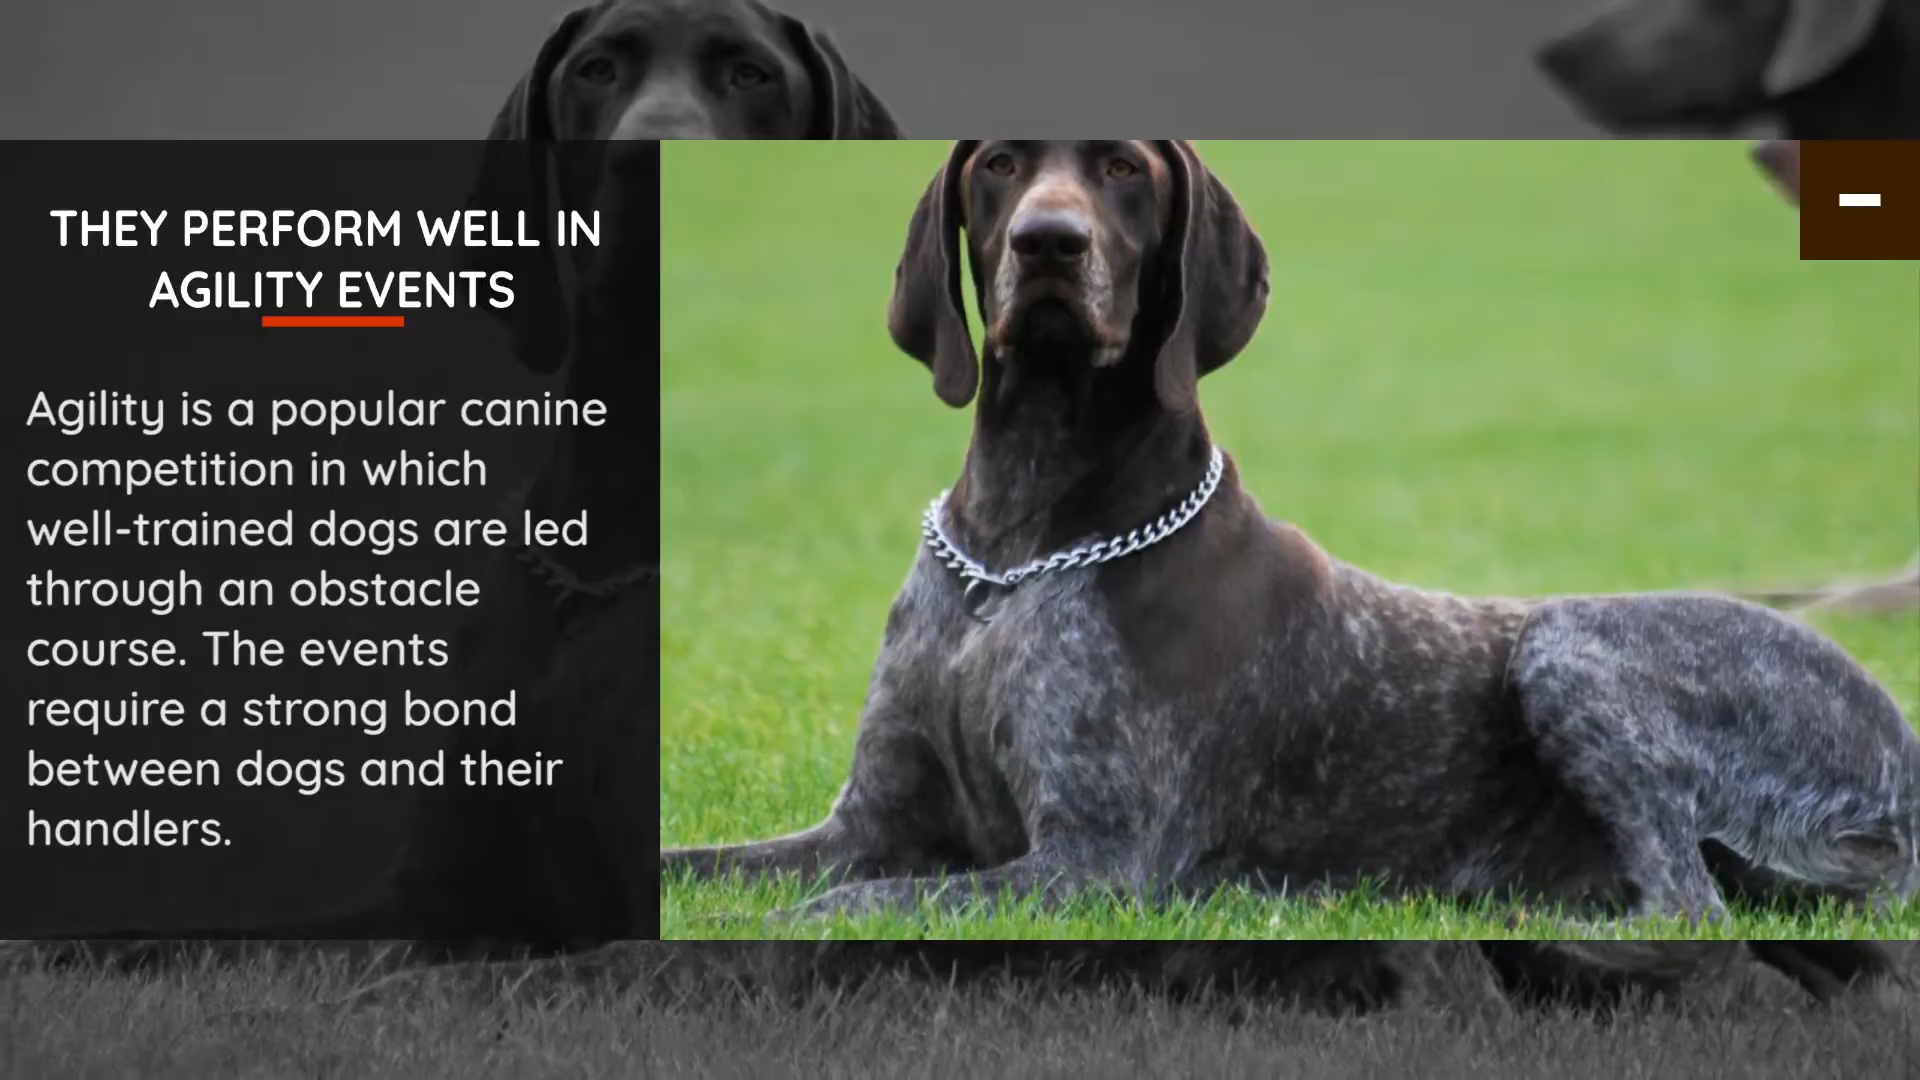 THEY PERFORM WELL IN
AGILITY EVENTS
Agility is a popular canine
competition in which
well-trained dogs are led
through an obstacle
course. The events
require a strong bond
between dogs and their
handlers.